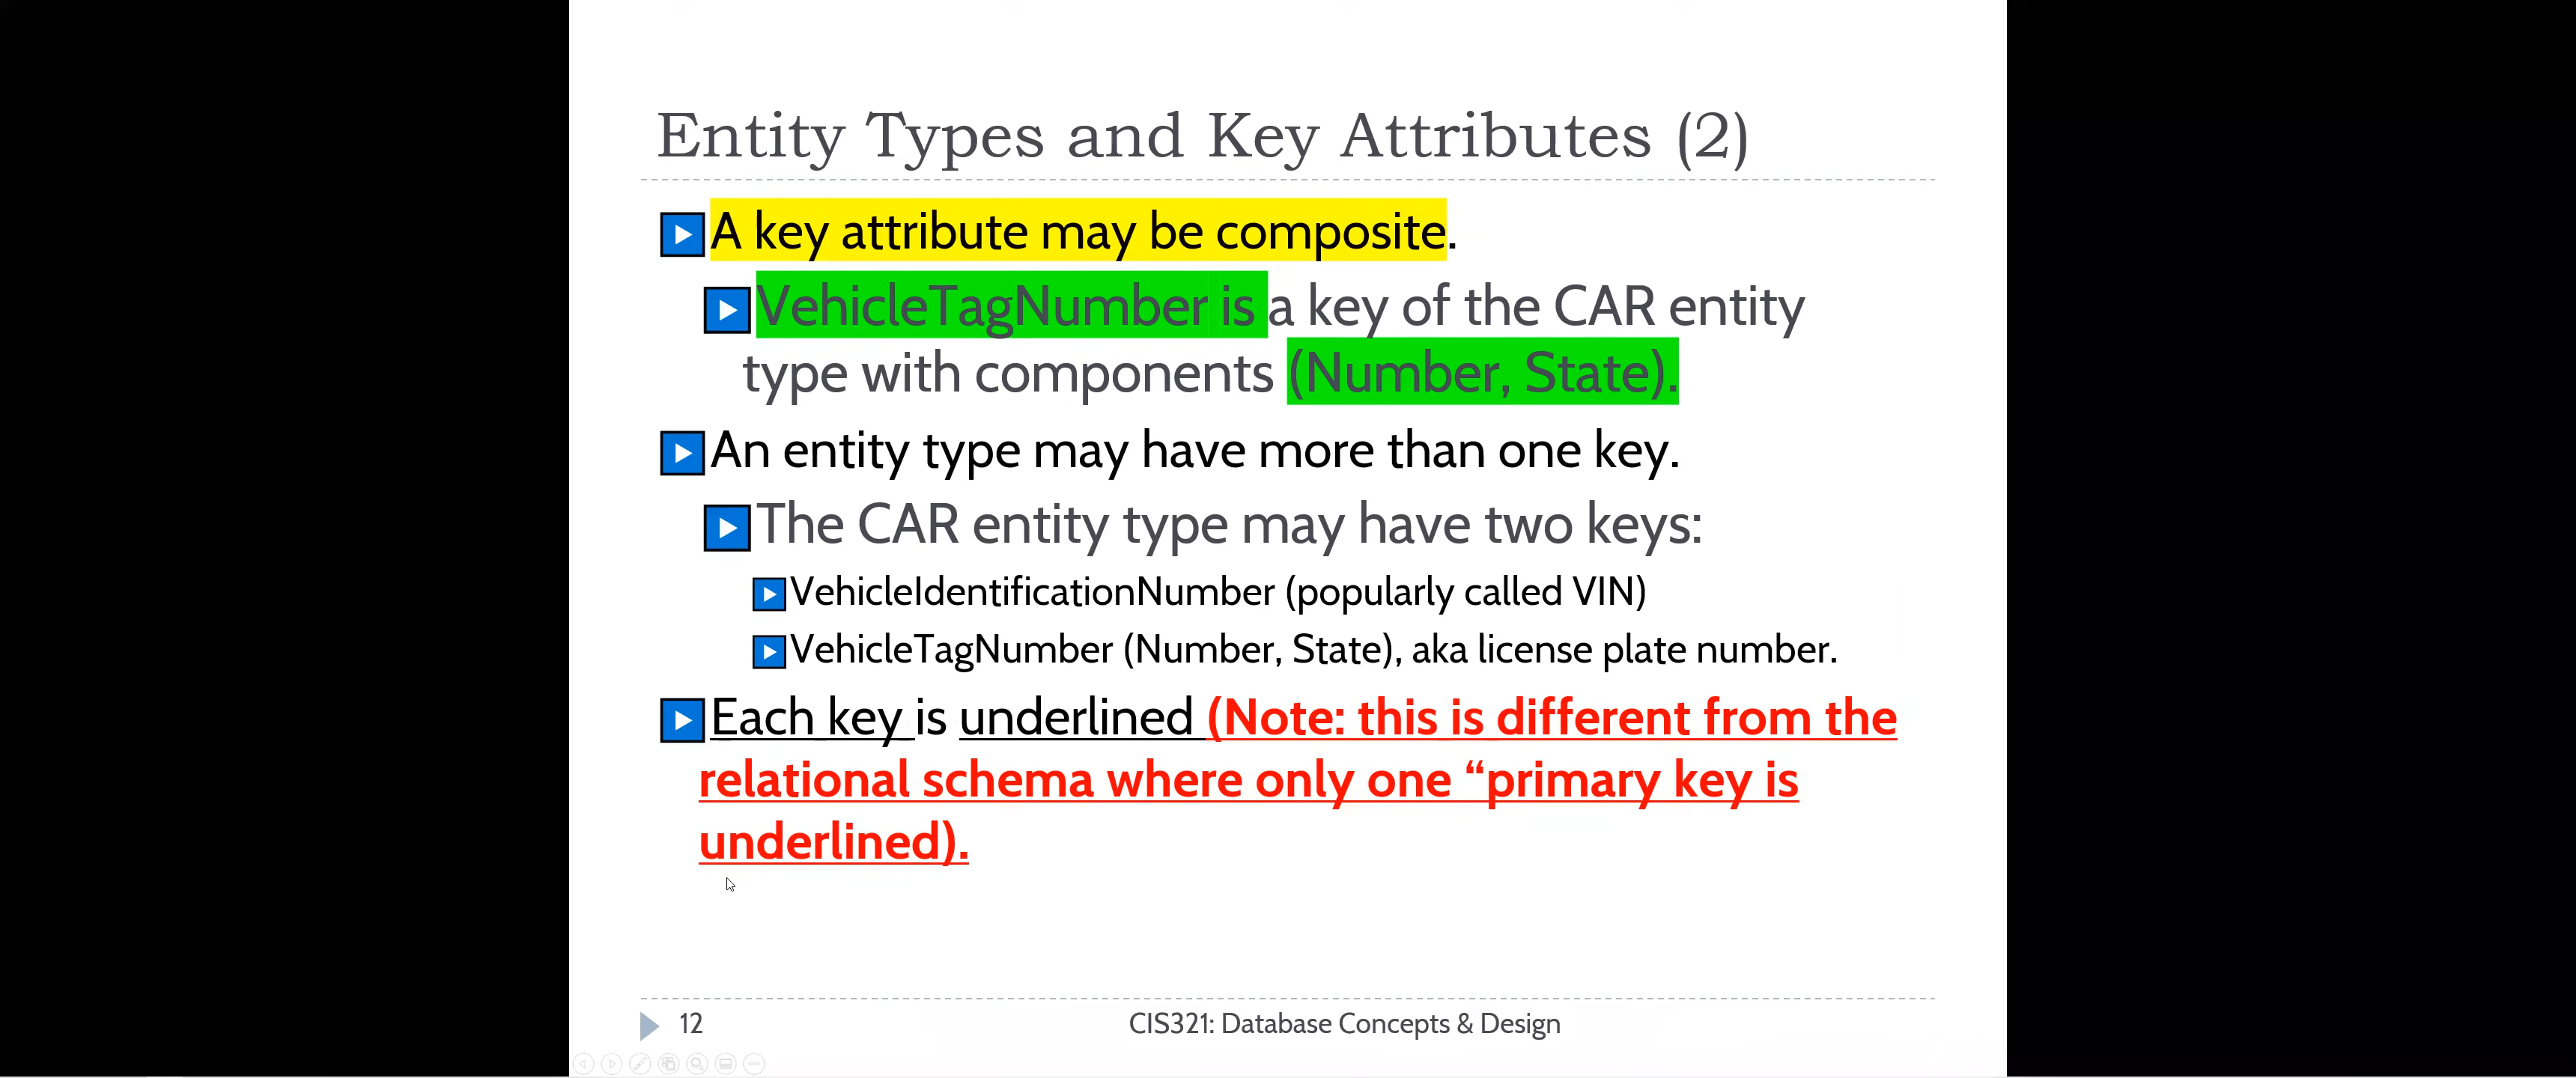 Entity Types and Key Attributes (2)
A key attribute may be composite.
VehicleTagNumber is a key of the CAR entity
type with components (Number, State).
An entity type may have more than one key.
The CAR entity type may have two keys:
VehicleIdentificationNumber (popularly called VIN)
VehicleTagNumber (Number, State), aka license plate number.
Each key is underlined (Note: this is different from the
relational schema where only one “primary key is
underlined).
12
CIS321: Database Concepts & Design